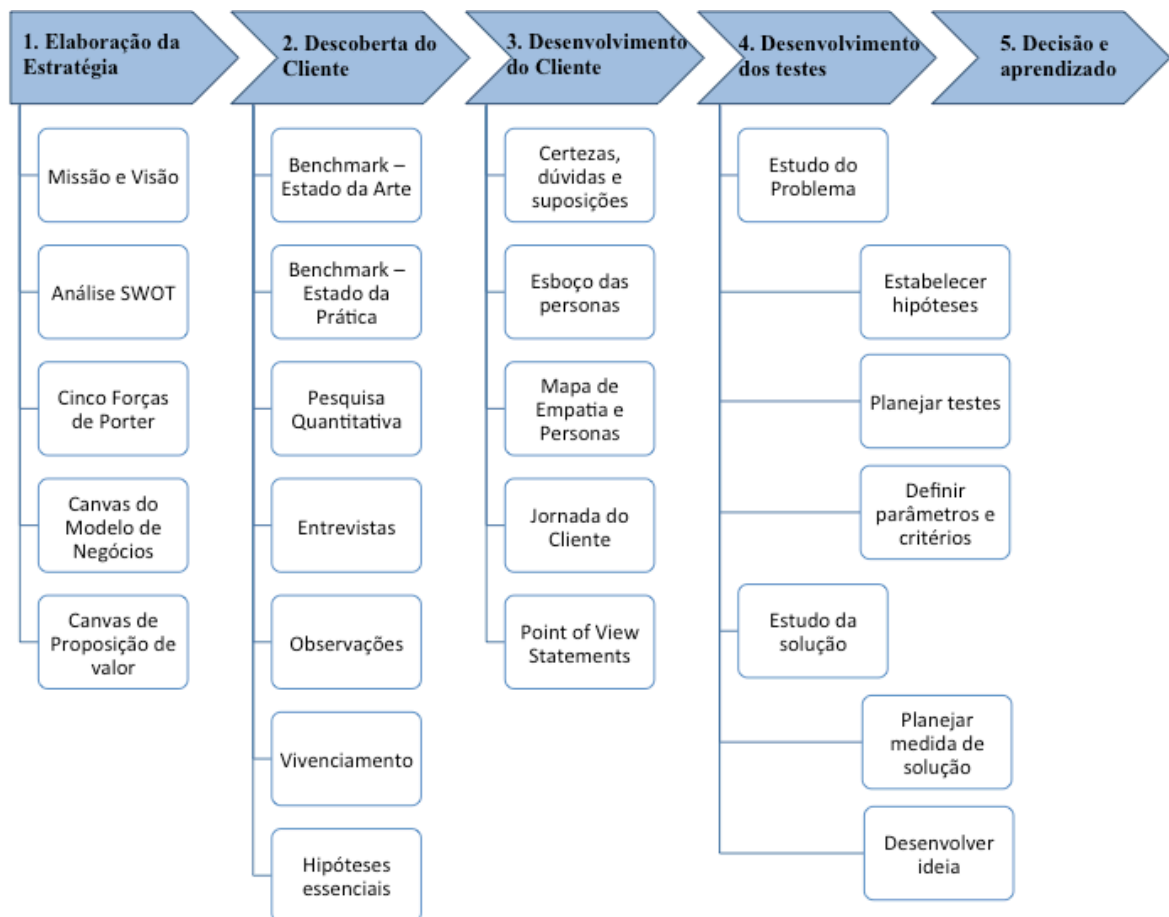 1. Elaboração da
Estratégia
2. Descoberta do
Cliente
3. Desenvolvimento
do Cliente
4. Desenvolvimento
dos testes
5. Decisão e
aprendizado
Missão e Visão
Análise SWOT
Cinco Forças
de Porter
Canvas do
Modelo de
Negócios
Canvas de
Proposição de
valor
Benchmark –
Estado da Arte
Benchmark –
Estado da
Prática
Pesquisa
Quantitativa
Entrevistas
Observações
Vivenciamento
Hipóteses
essenciais
Certezas,
dúvidas e
suposições
Esboço das
personas
Mapa de
Empatia e
Personas
Jornada do
Cliente
Point of View
Statements
Estudo do
Problema
Estabelecer
hipóteses
Planejar testes
Definir
parâmetros e
critérios
Estudo da
solução
Planejar
medida de
solução
Desenvolver
ideia